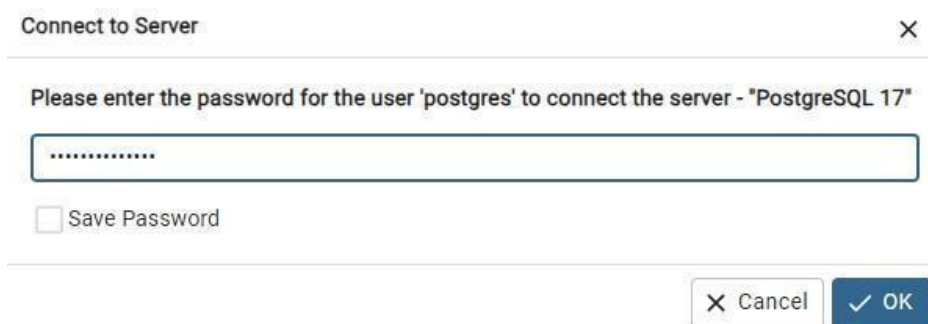 Connect to Server
Please enter the password for the user 'postgres' to connect the server - "PostgreSQL 17"
••••••••••••••
Save Password
Cancel
OK